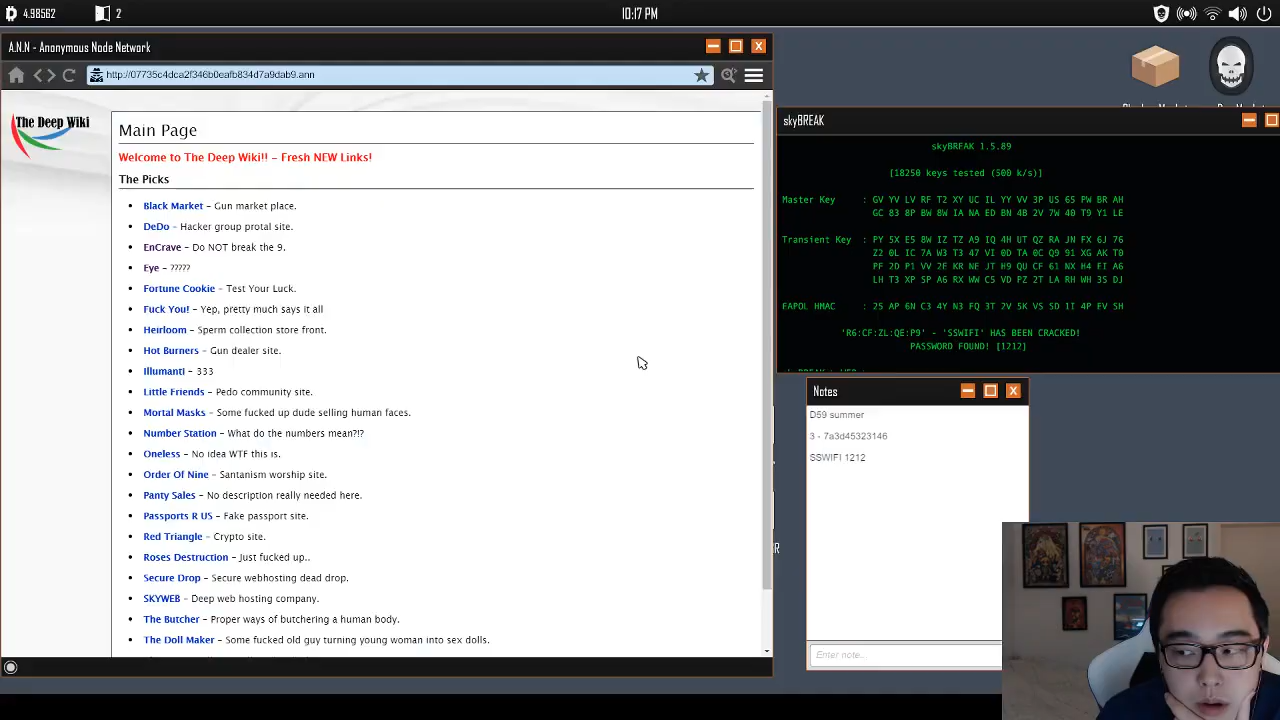 4.98562
2
10:17 PM
A.N.N - Anonymous Node Network
http://07735c4dca2f346b0eafb834d7a9dab9.ann
The Deep Wiki
Main Page
Welcome to The Deep Wiki!! – Fresh NEW Links!
The Picks
Black Market – Gun market place.
DeDo – Hacker group protal site.
EnCrave – Do NOT break the 9.
Eye – ?????
Fortune Cookie – Test Your Luck.
Fuck You! – Yep, pretty much says it all
Heirloom – Sperm collection store front.
Hot Burners – Gun dealer site.
Illumanti – 333
Little Friends – Pedo community site.
Mortal Masks – Some fucked up dude selling human faces.
Number Station – What do the numbers mean?!?
Oneless – No idea WTF this is.
Order Of Nine – Santanism worship site.
Panty Sales – No description really needed here.
Passports R US – Fake passport site.
Red Triangle – Crypto site.
Roses Destruction – Just fucked up..
Secure Drop – Secure webhosting dead drop.
SKYWEB – Deep web hosting company.
The Butcher – Proper ways of butchering a human body.
The Doll Maker – Some fucked old guy turning young woman into sex dolls.
skyBREAK
skyBREAK 1.5.89
[18250 keys tested (500 k/s)]
Master Key : GV YV LV RF T2 XY UC IL YY VV 3P US 6S PW BR AH
GC 83 8P BW 8W IA NA ED BN 4B 2V 7W 40 T9 Y1 LE
Transient Key : PY 5X E5 8W IZ TZ A9 IQ 4H UT QZ RA JN FX 6J 76
Z2 0L IC 7A W3 T3 47 VI 0D TA 0C Q9 91 XG AK T0
PF 2D P1 VV 2E KR NE JT H9 QU CF 61 NX H4 EI A6
LH T3 XP SP A6 RX WW C5 VD PZ 2T LA RH WH 3S DJ
EAPOL HMAC : 25 AP 6N C3 4Y N3 FQ 3T 2V 5K VS SD 1I 4P FV SH
'R6:CF:ZL:QE:P9' - 'SSWIFI' HAS BEEN CRACKED!
PASSWORD FOUND! [1212]
Notes
D59 summer
3 - 7a3d45323146
SSWIFI 1212
Enter note...